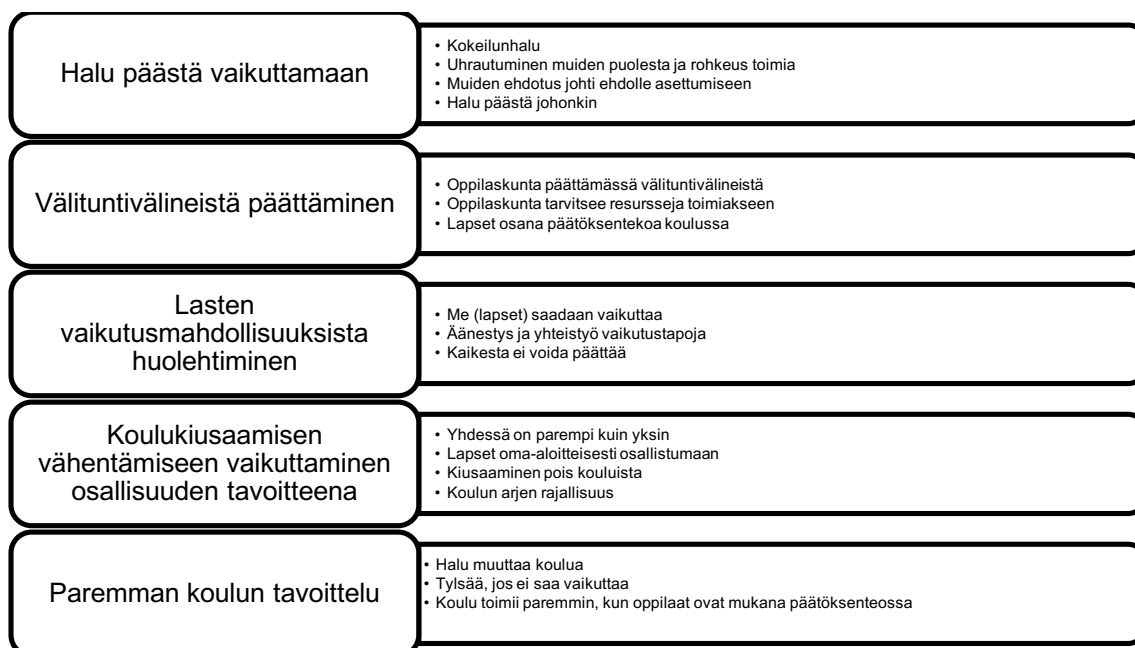 Halu päästä vaikuttamaan
• Kokeilunhalu
• Uhrautuminen muiden puolesta ja rohkeus toimia
• Muiden ehdotus johti ehdolle asettumiseen
• Halu päästä johonkin
Välituntivälineistä päättäminen
• Oppilaskunta päättämässä välituntivälineistä
• Oppilaskunta tarvitsee resursseja toimiakseen
• Lapset osana päätöksentekoa koulussa
Lasten
vaikutusmahdollisuuksista
huolehtiminen
• Me (lapset) saadaan vaikuttaa
• Äänestys ja yhteistyö vaikutustapoja
• Kaikesta ei voida päättää
Koulukiusaamisen
vähentämiseen vaikuttaminen
osallisuuden tavoitteena
• Yhdessä on parempi kuin yksin
• Lapset oma-aloitteisesti osallistumaan
• Kiusaaminen pois kouluista
• Koulun arjen rajallisuus
Paremman koulun tavoittelu
• Halu muuttaa koulua
• Tylsää, jos ei saa vaikuttaa
• Koulu toimii paremmin, kun oppilaat ovat mukana päätöksenteossa